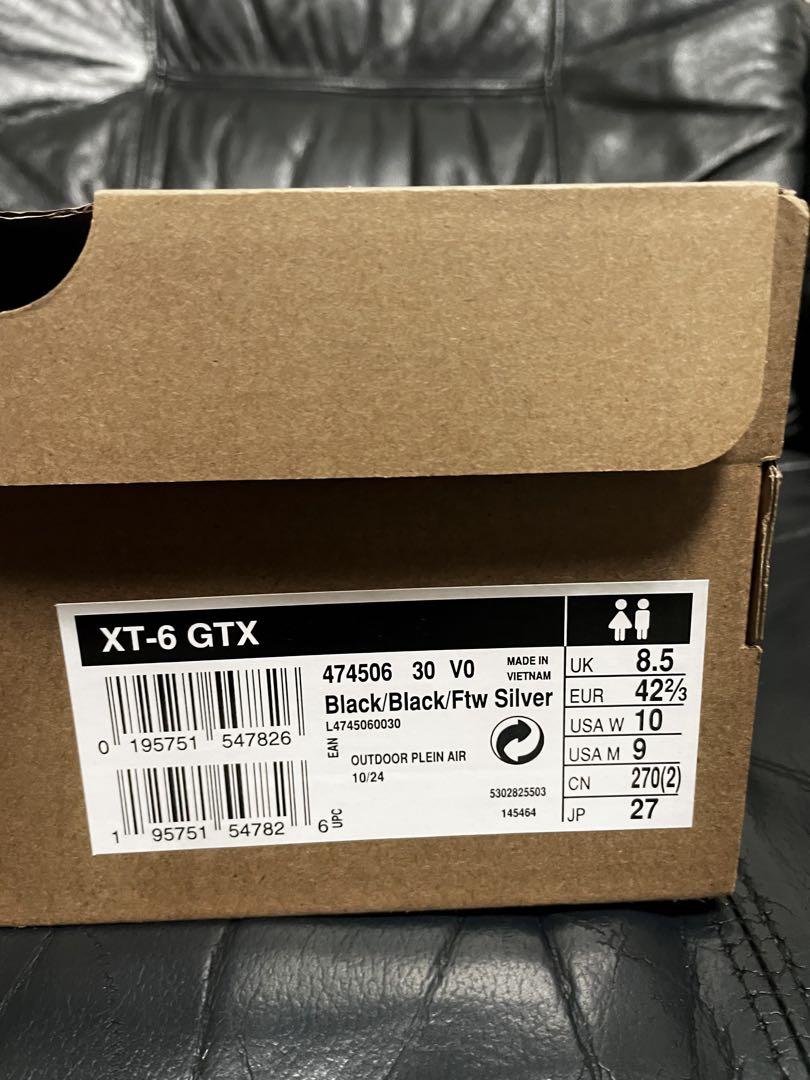 XT-6 GTX
0 195751 547826
EAN
1 95751 54782 6
UPC
474506 30 V0
MADE IN
VIETNAM
Black/Black/Ftw Silver
L4745060030
OUTDOOR PLEIN AIR
10/24
5302825503
145464
UK 8.5
EUR 42⅔
USA W 10
USA M 9
CN 270(2)
JP 27